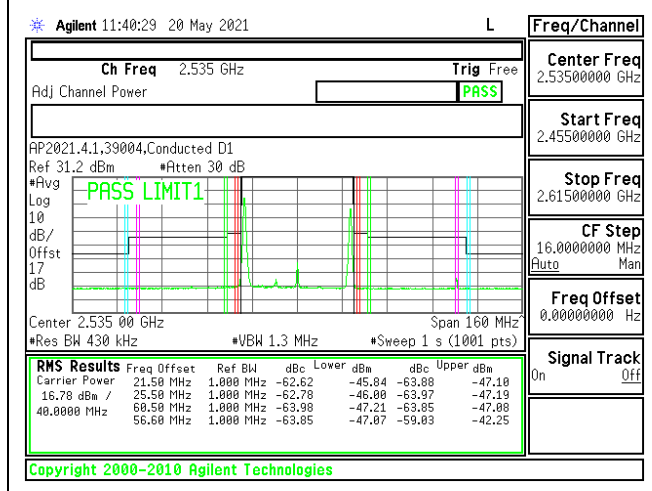 Agilent 11:40:29 20 May 2021 L
Freq/Channel
Ch Freq 2.535 GHz Trig Free
Adj Channel Power PASS
Center Freq
2.53500000 GHz
Start Freq
2.45500000 GHz
AP2021.4.1,39004,Conducted D1
Ref 31.2 dBm #Atten 30 dB
#Avg
Log
10
dB/
Offst
17
dB
PASS LIMIT1
Stop Freq
2.61500000 GHz
CF Step
16.0000000 MHz
Auto Man
Center 2.535 00 GHz Span 160 MHz^
#Res BW 430 kHz #VBW 1.3 MHz #Sweep 1 s (1001 pts)
Freq Offset
0.00000000 Hz
Signal Track
On Off
RMS Results Freq Offset Ref BW dBc Lower dBm dBc Upper dBm
Carrier Power 21.50 MHz 1.000 MHz -62.62 -45.84 -63.88 -47.10
16.78 dBm / 25.50 MHz 1.000 MHz -62.78 -46.00 -63.97 -47.19
40.0000 MHz 60.50 MHz 1.000 MHz -63.98 -47.21 -63.85 -47.08
56.60 MHz 1.000 MHz -63.85 -47.07 -59.03 -42.25
Copyright 2000-2010 Agilent Technologies